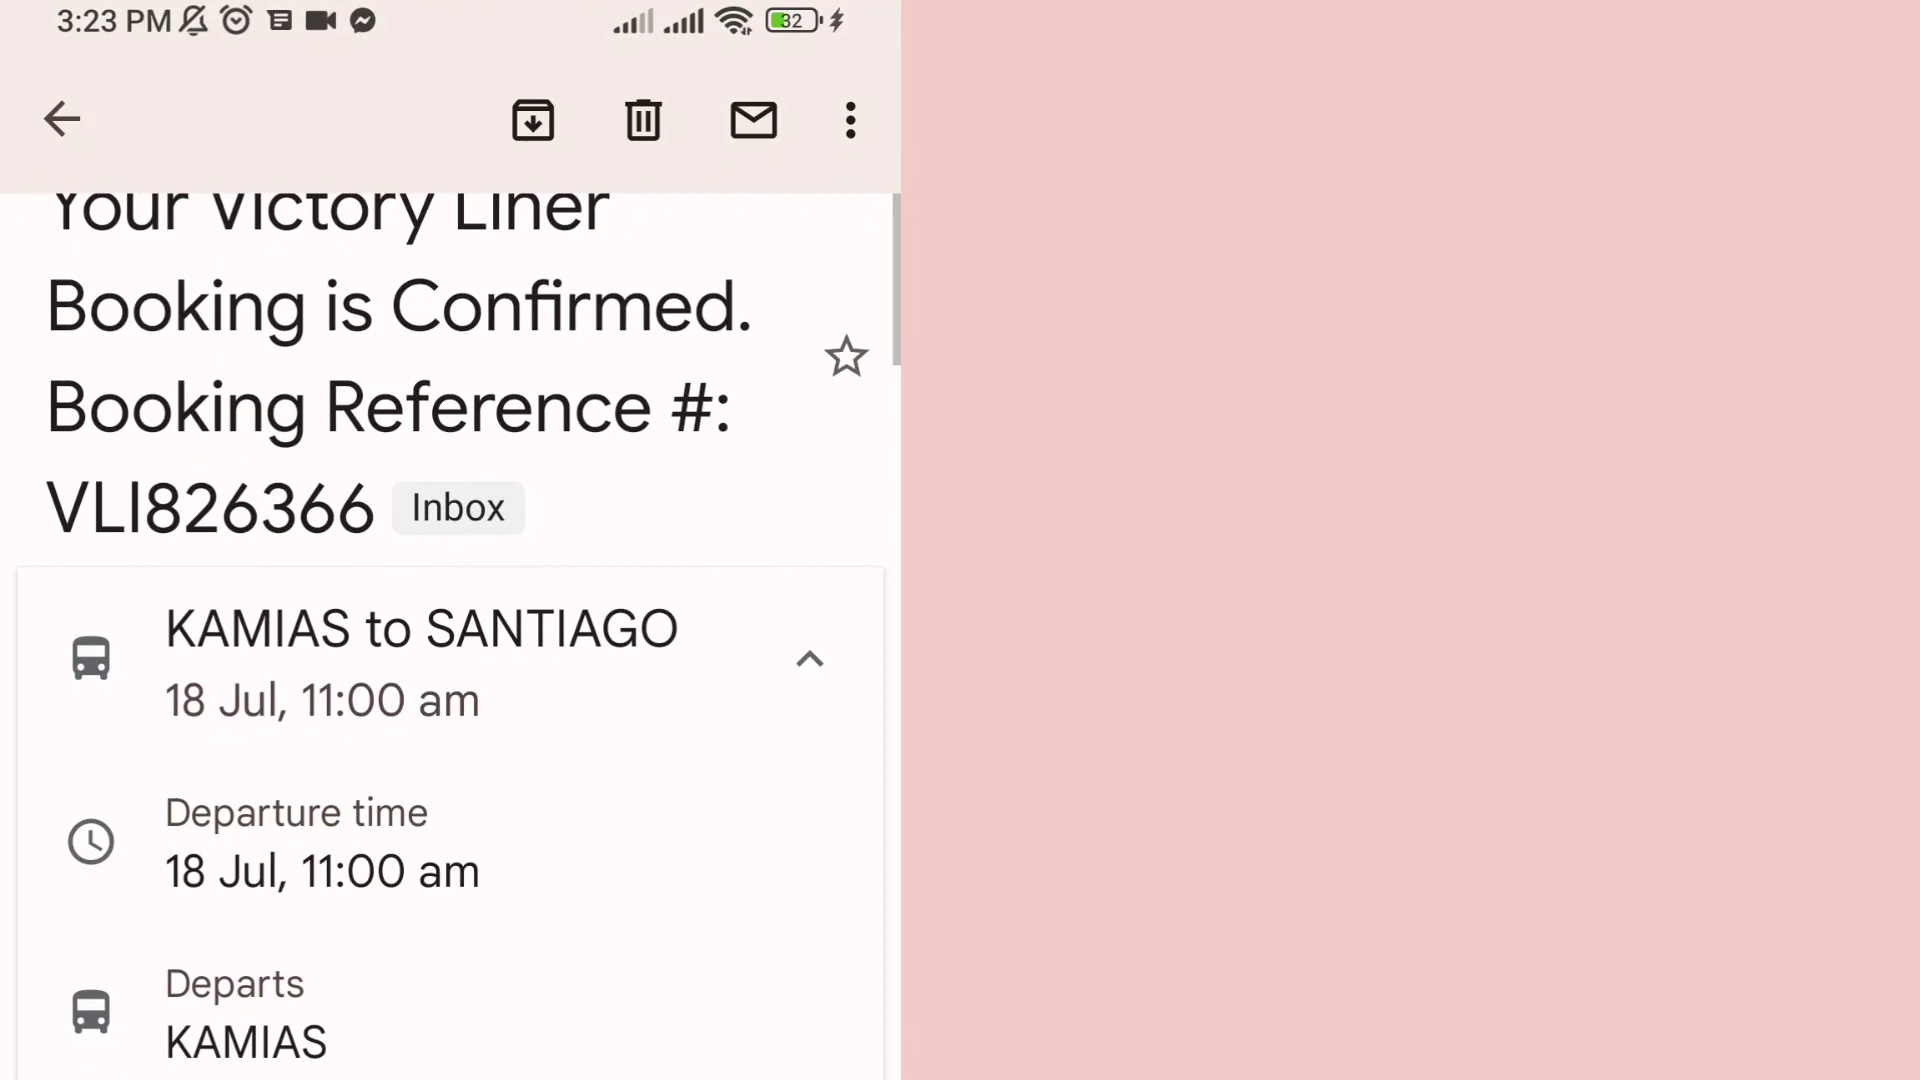 3:23 PM
32
Your Victory Liner
Booking is Confirmed.
Booking Reference #:
VLI826366 Inbox
KAMIAS to SANTIAGO
18 Jul, 11:00 am
Departure time
18 Jul, 11:00 am
Departs
KAMIAS